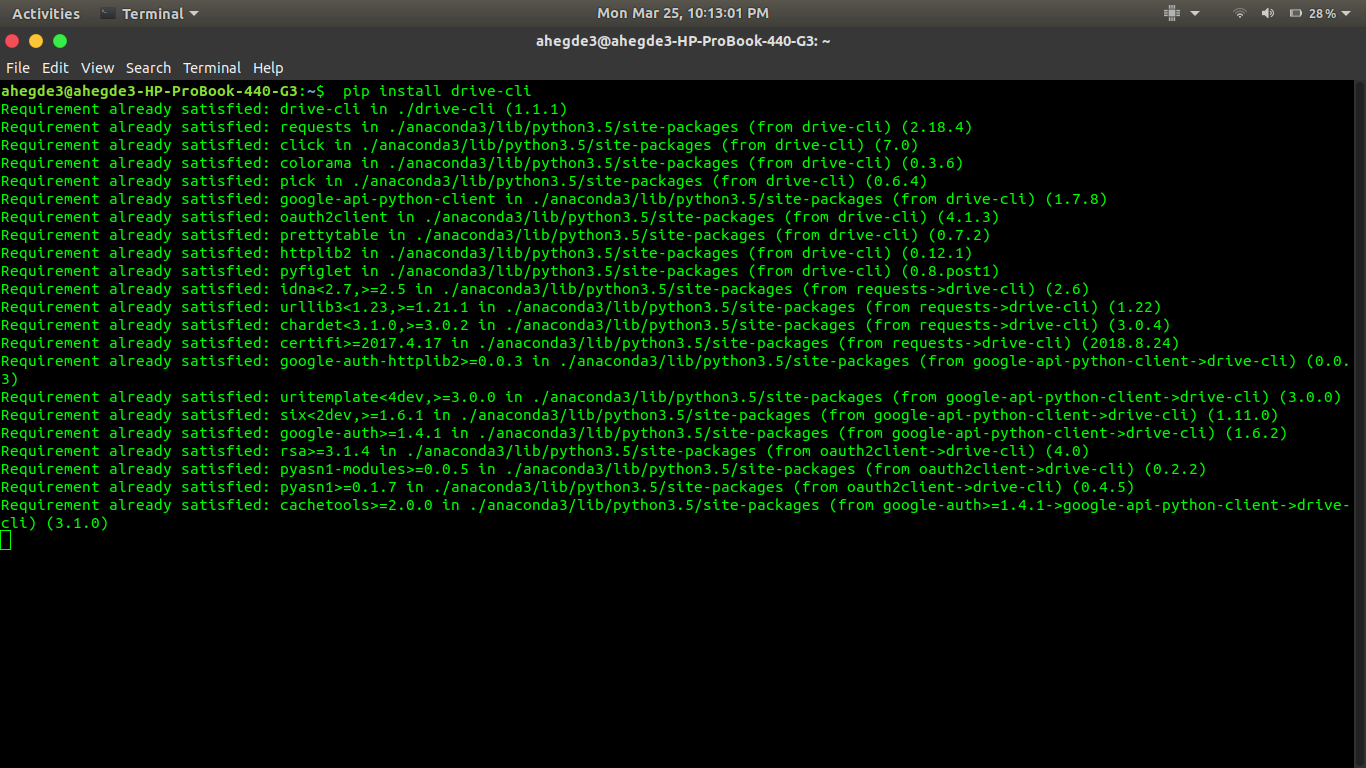 Activities Terminal Mon Mar 25, 10:13:01 PM 28%
ahegde3@ahegde3-HP-ProBook-440-G3: ~
File Edit View Search Terminal Help
ahegde3@ahegde3-HP-ProBook-440-G3:~$  pip install drive-cli
Requirement already satisfied: drive-cli in ./drive-cli (1.1.1)
Requirement already satisfied: requests in ./anaconda3/lib/python3.5/site-packages (from drive-cli) (2.18.4)
Requirement already satisfied: click in ./anaconda3/lib/python3.5/site-packages (from drive-cli) (7.0)
Requirement already satisfied: colorama in ./anaconda3/lib/python3.5/site-packages (from drive-cli) (0.3.6)
Requirement already satisfied: pick in ./anaconda3/lib/python3.5/site-packages (from drive-cli) (0.6.4)
Requirement already satisfied: google-api-python-client in ./anaconda3/lib/python3.5/site-packages (from drive-cli) (1.7.8)
Requirement already satisfied: oauth2client in ./anaconda3/lib/python3.5/site-packages (from drive-cli) (4.1.3)
Requirement already satisfied: prettytable in ./anaconda3/lib/python3.5/site-packages (from drive-cli) (0.7.2)
Requirement already satisfied: httplib2 in ./anaconda3/lib/python3.5/site-packages (from drive-cli) (0.12.1)
Requirement already satisfied: pyfiglet in ./anaconda3/lib/python3.5/site-packages (from drive-cli) (0.8.post1)
Requirement already satisfied: idna<2.7,>=2.5 in ./anaconda3/lib/python3.5/site-packages (from requests->drive-cli) (2.6)
Requirement already satisfied: urllib3<1.23,>=1.21.1 in ./anaconda3/lib/python3.5/site-packages (from requests->drive-cli) (1.22)
Requirement already satisfied: chardet<3.1.0,>=3.0.2 in ./anaconda3/lib/python3.5/site-packages (from requests->drive-cli) (3.0.4)
Requirement already satisfied: certifi>=2017.4.17 in ./anaconda3/lib/python3.5/site-packages (from requests->drive-cli) (2018.8.24)
Requirement already satisfied: google-auth-httplib2>=0.0.3 in ./anaconda3/lib/python3.5/site-packages (from google-api-python-client->drive-cli) (0.0.
3)
Requirement already satisfied: uritemplate<4dev,>=3.0.0 in ./anaconda3/lib/python3.5/site-packages (from google-api-python-client->drive-cli) (3.0.0)
Requirement already satisfied: six<2dev,>=1.6.1 in ./anaconda3/lib/python3.5/site-packages (from google-api-python-client->drive-cli) (1.11.0)
Requirement already satisfied: google-auth>=1.4.1 in ./anaconda3/lib/python3.5/site-packages (from google-api-python-client->drive-cli) (1.6.2)
Requirement already satisfied: rsa>=3.1.4 in ./anaconda3/lib/python3.5/site-packages (from oauth2client->drive-cli) (4.0)
Requirement already satisfied: pyasn1-modules>=0.0.5 in ./anaconda3/lib/python3.5/site-packages (from oauth2client->drive-cli) (0.2.2)
Requirement already satisfied: pyasn1>=0.1.7 in ./anaconda3/lib/python3.5/site-packages (from oauth2client->drive-cli) (0.4.5)
Requirement already satisfied: cachetools>=2.0.0 in ./anaconda3/lib/python3.5/site-packages (from google-auth>=1.4.1->google-api-python-client->drive-
cli) (3.1.0)